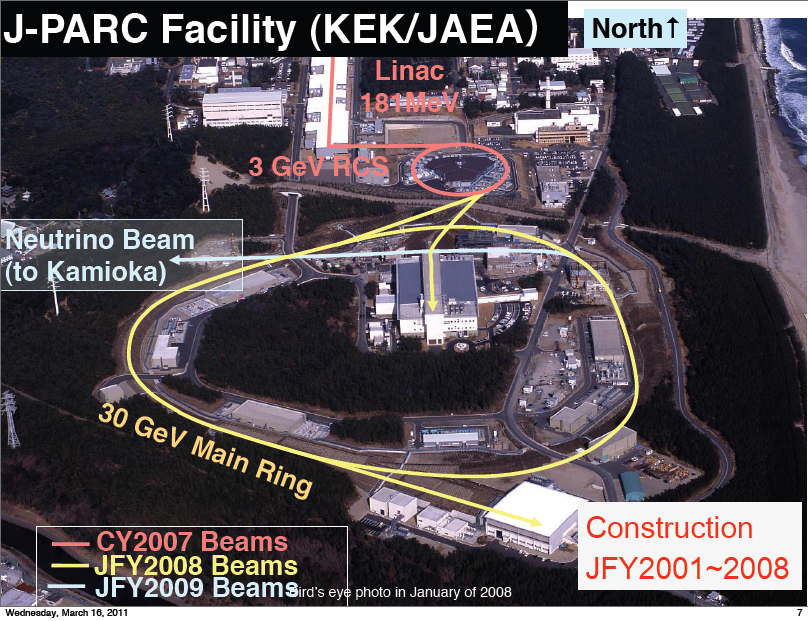 J-PARC Facility (KEK/JAEA)
North↑
Linac
181MeV
3 GeV RCS
Neutrino Beam
(to Kamioka)
30 GeV Main Ring
CY2007 Beams
JFY2008 Beams
JFY2009 Beams
Bird's eye photo in January of 2008
Construction
JFY2001~2008
Wednesday, March 16, 2011
7